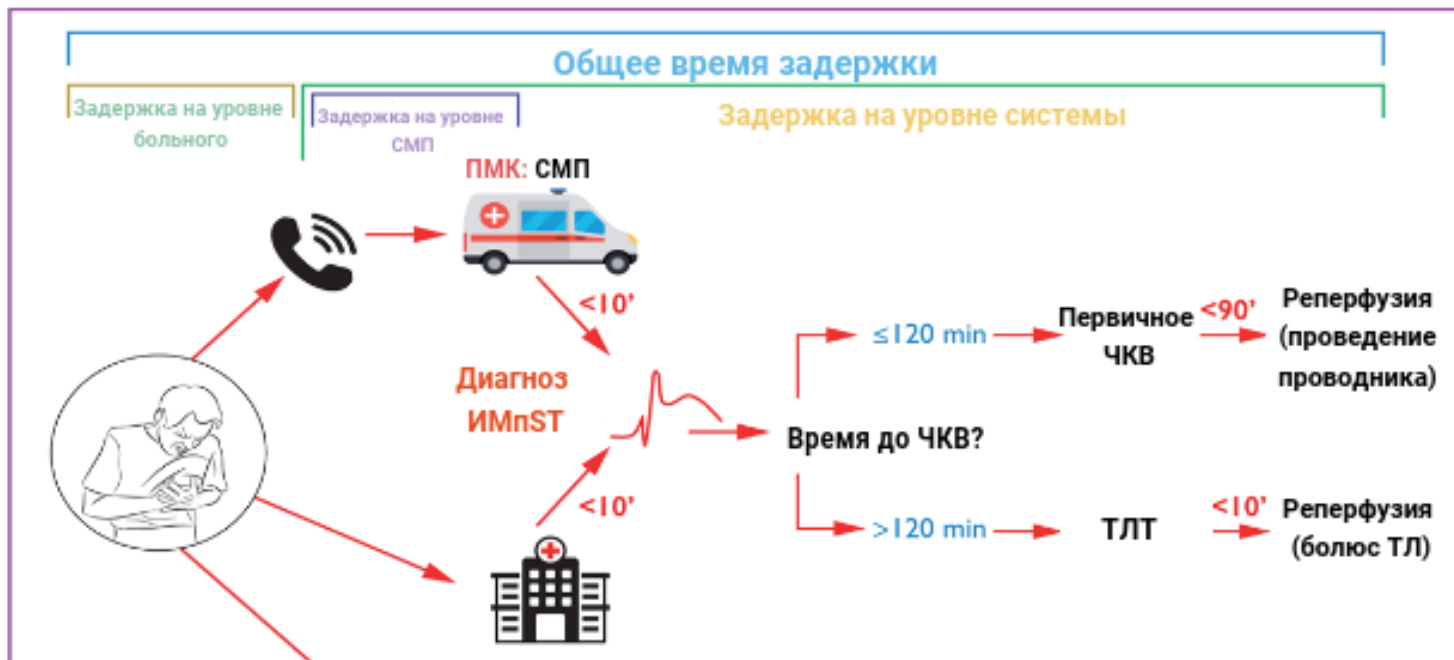 Общее время задержки
Задержка на уровне
больного
Задержка на уровне
СМП
Задержка на уровне системы
ПМК: СМП
<10’
Диагноз
ИМпST
<10’
Время до ЧКВ?
≤120 min
Первичное
ЧКВ
<90’
Реперфузия
(проведение
проводника)
>120 min
ТЛТ
<10’
Реперфузия
(болюс ТЛ)